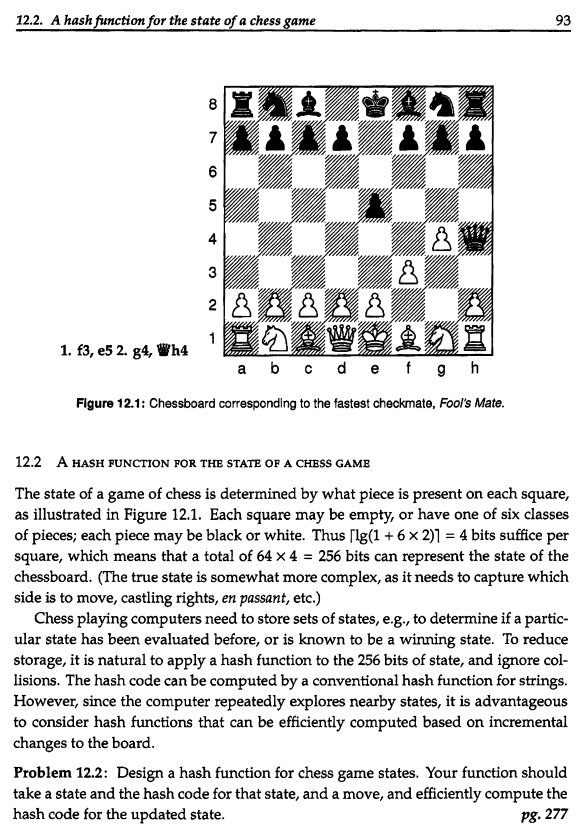 12.2. A hash function for the state of a chess game 93
8
7
6
5
4
3
2
1
1. f3, e5 2. g4, ♛h4
a b c d e f g h
Figure 12.1: Chessboard corresponding to the fastest checkmate, Fool's Mate.
12.2 A HASH FUNCTION FOR THE STATE OF A CHESS GAME
The state of a game of chess is determined by what piece is present on each square,
as illustrated in Figure 12.1. Each square may be empty, or have one of six classes
of pieces; each piece may be black or white. Thus ⌈lg(1 + 6 × 2)⌉ = 4 bits suffice per
square, which means that a total of 64 × 4 = 256 bits can represent the state of the
chessboard. (The true state is somewhat more complex, as it needs to capture which
side is to move, castling rights, en passant, etc.)
Chess playing computers need to store sets of states, e.g., to determine if a partic-
ular state has been evaluated before, or is known to be a winning state. To reduce
storage, it is natural to apply a hash function to the 256 bits of state, and ignore col-
lisions. The hash code can be computed by a conventional hash function for strings.
However, since the computer repeatedly explores nearby states, it is advantageous
to consider hash functions that can be efficiently computed based on incremental
changes to the board.
Problem 12.2: Design a hash function for chess game states. Your function should
take a state and the hash code for that state, and a move, and efficiently compute the
hash code for the updated state. pg. 277